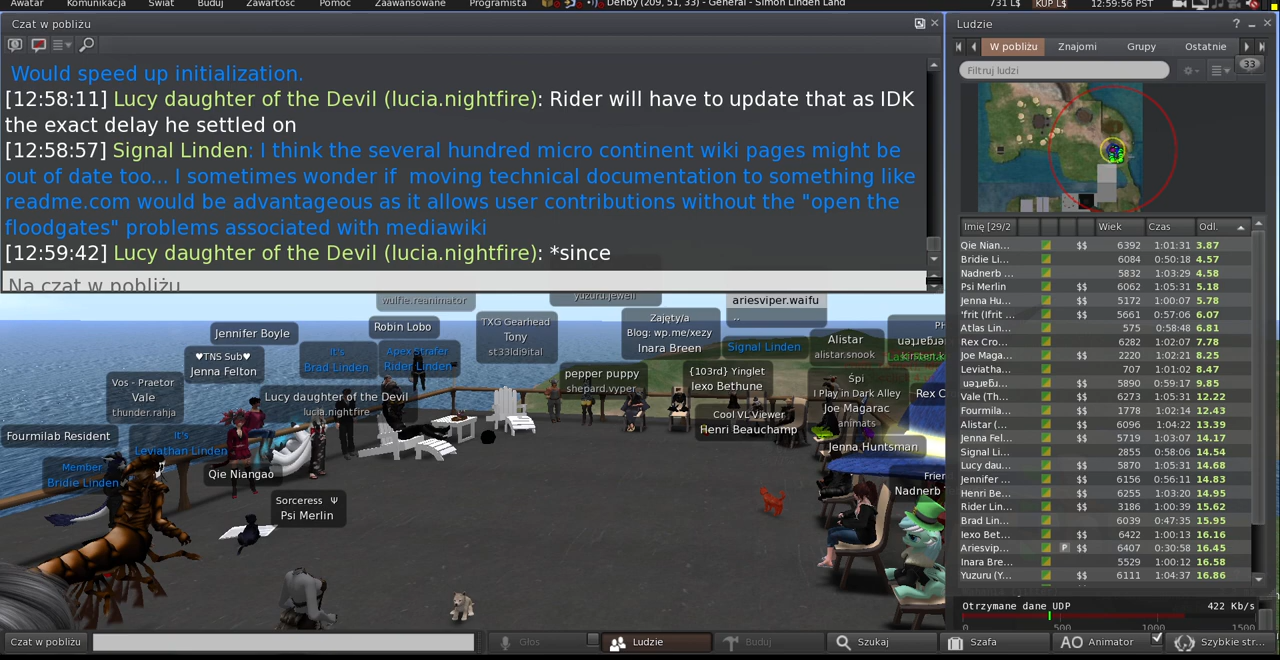 Awatar Komunikacja Świat Buduj Zawartość Pomoc Zaawansowane Programista Denby (209, 51, 33) - General - Simon Linden Land 731 L$ KUP L$ 12:59:56 PST
Czat w pobliżu
Would speed up initialization.
[12:58:11] Lucy daughter of the Devil (lucia.nightfire): Rider will have to update that as IDK
the exact delay he settled on
[12:58:57] Signal Linden: I think the several hundred micro continent wiki pages might be
out of date too... I sometimes wonder if moving technical documentation to something like
readme.com would be advantageous as it allows user contributions without the "open the
floodgates" problems associated with mediawiki
[12:59:42] Lucy daughter of the Devil (lucia.nightfire): *since
Na czat w pobliżu
wulfie.reanimator
yuzuru.jewell
ariesviper.waifu
..
Jennifer Boyle
Robin Lobo
TXG Gearhead
Tony
st33ldi9ital
Zajęty/a
Blog: wp.me/xezy
Inara Breen
Signal Linden
Alistar
alistar.snook
PH
kirsten.k
♥TNS Sub♥
Jenna Felton
It's
Brad Linden
Apex Strafer
Rider Linden
Vos - Praetor
Vale
thunder.rahja
Lucy daughter of the Devil
lucia.nightfire
pepper puppy
shepard.vyper
{103rd} Yinglet
Iexo Bethune
Śpi
I Play in Dark Alley
Joe Magarac
animats
Rex C
Cool VL Viewer
Henri Beauchamp
Fourmilab Resident
It's
Leviathan Linden
Jenna Huntsman
Member
Bridie Linden
Qie Niangao
Frien
Nadnerb
Sorceress Ψ
Psi Merlin
Ludzie
W pobliżu Znajomi Grupy Ostatnie
Filtruj ludzi
33
Imię [29/2 Wiek Czas Odl.
Qie Nian... $$ 6392 1:01:31 3.87
Bridie Li... 6084 0:50:18 4.57
Nadnerb ... 5832 1:03:29 4.58
Psi Merlin $$ 6062 1:05:31 5.18
Jenna Hu... $$ 5172 1:00:07 5.78
'frit (Ifrit ... $$ 5661 0:57:06 6.07
Atlas Lin... 575 0:58:48 6.81
Rex Cro... 6282 1:02:07 7.78
Joe Maga... $$ 2220 1:02:21 8.25
Leviatha... 707 1:01:02 8.47
$$ 5890 0:59:17 9.85
Vale (Th... $$ 6273 1:05:31 12.22
Fourmila... $$ 1778 1:02:14 12.43
Alistar (... $$ 6096 1:04:22 13.39
Jenna Fel... $$ 5719 1:03:07 14.17
Signal Li... 2855 0:58:06 14.54
Lucy dau... $$ 5870 1:05:31 14.68
Jennifer ... $$ 6156 0:56:11 14.83
Henri Be... $$ 6255 1:03:20 14.95
Rider Lin... $$ 3186 1:00:39 15.62
Brad Lin... 6039 0:47:35 15.95
Iexo Bet... $$ 6422 1:00:13 16.16
Ariesvip... P $$ 6407 0:30:58 16.45
Inara Bre... 5529 1:00:12 16.58
Yuzuru (Y... $$ 6111 1:04:37 16.86
Otrzymane dane UDP 422 Kb/s
0 500 1000 1500
Czat w pobliżu Głos Ludzie Buduj Szukaj Szafa AO Animator Szybkie str...